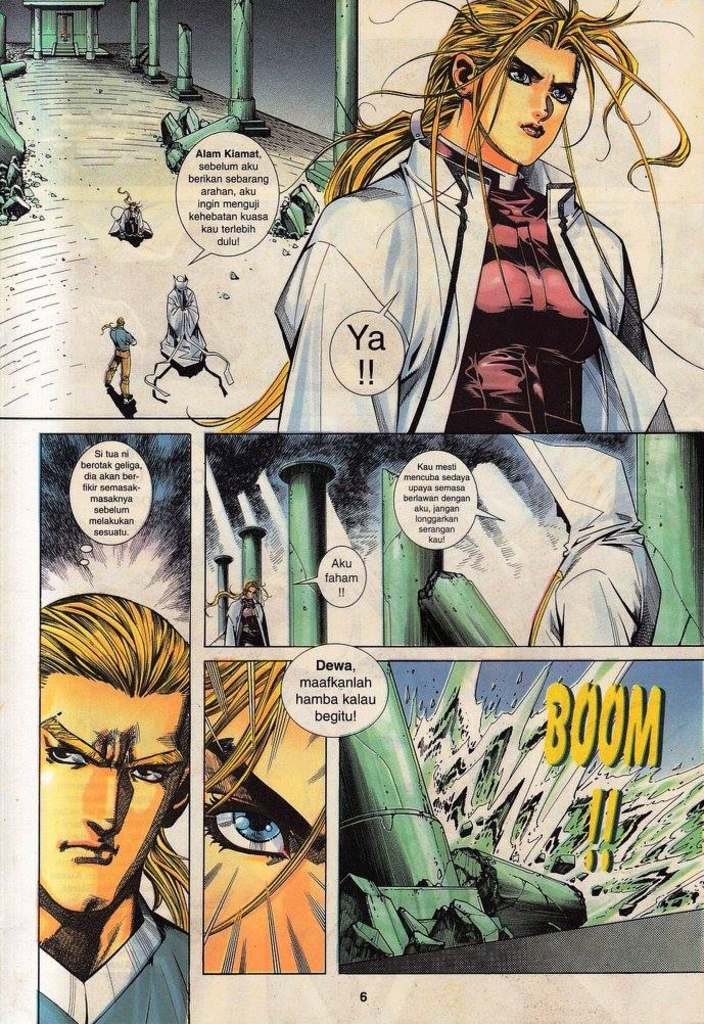 Alam Kiamat,
sebelum aku
berikan sebarang
arahan, aku
ingin menguji
kehebatan kuasa
kau terlebih
dulu!
Ya
!!
Si tua ni
berotak geliga,
dia akan ber-
fikir semasak-
masaknya
sebelum
melakukan
sesuatu.
Kau mesti
mencuba sedaya
upaya semasa
berlawan dengan
aku, jangan
longgarkan
serangan
kau!
Aku
faham
!!
Dewa,
maafkanlah
hamba kalau
begitu!
BOOM
!!
6